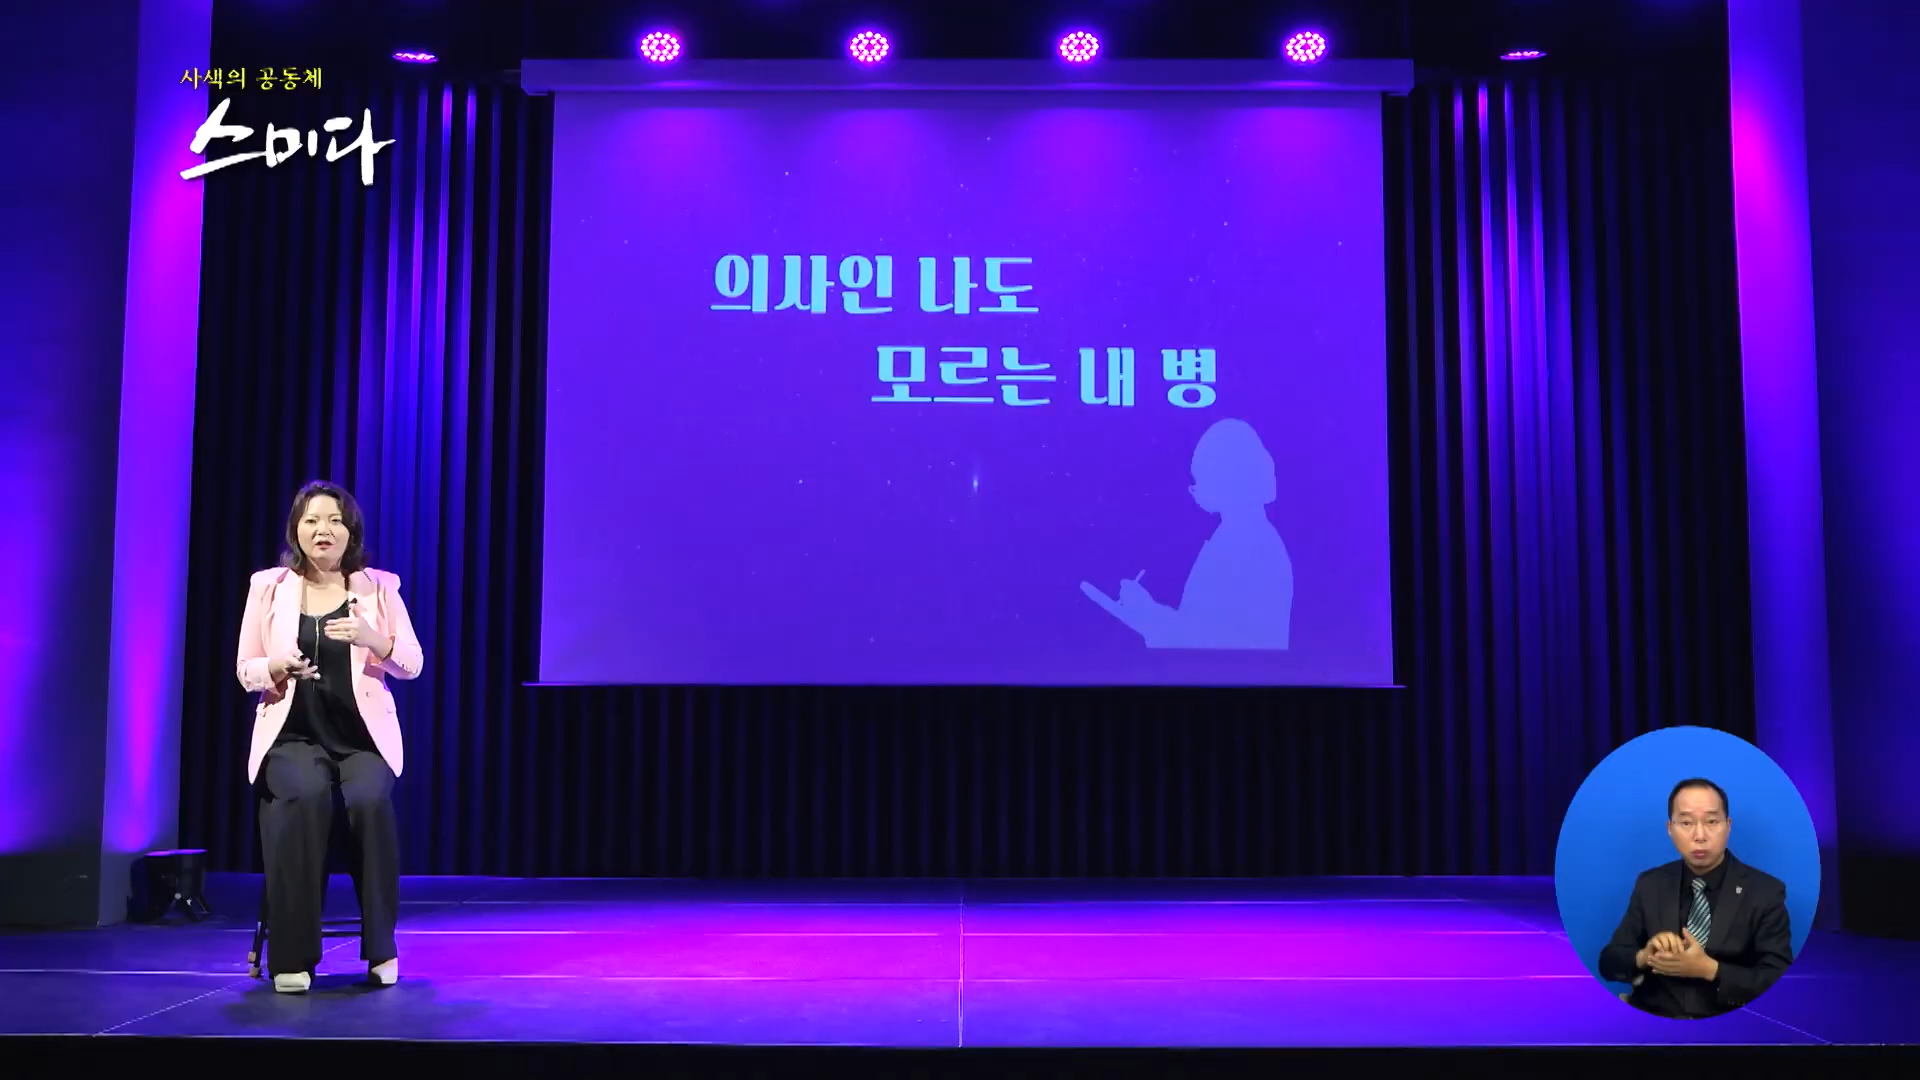 사색의 공동체
스미다
의사인 나도
모르는 내 병